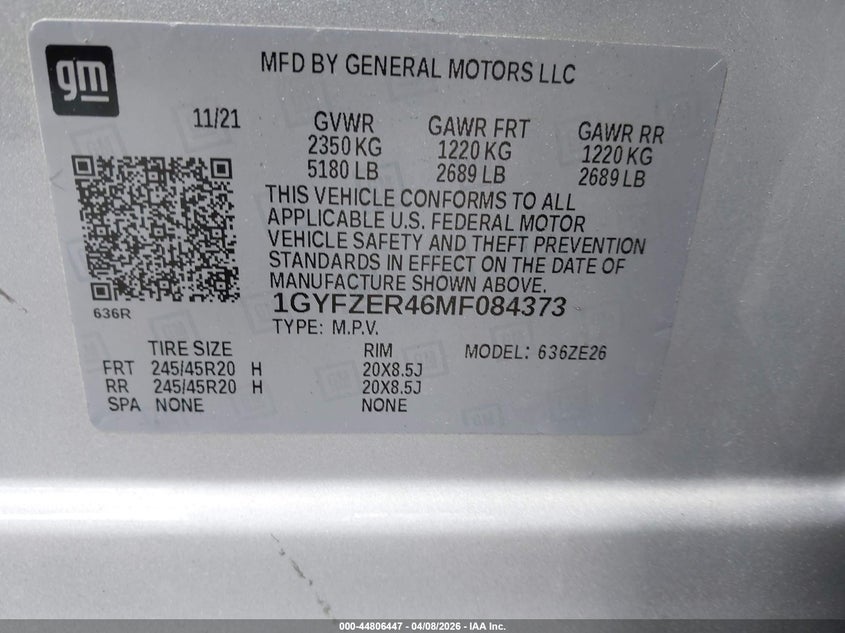 gm
MFD BY GENERAL MOTORS LLC
11/21
GVWR GAWR FRT GAWR RR
2350 KG 1220 KG 1220 KG
5180 LB 2689 LB 2689 LB
THIS VEHICLE CONFORMS TO ALL
APPLICABLE U.S. FEDERAL MOTOR
VEHICLE SAFETY AND THEFT PREVENTION
STANDARDS IN EFFECT ON THE DATE OF
MANUFACTURE SHOWN ABOVE.
636R
1GYFZER46MF084373
TYPE: M.P.V.
TIRE SIZE RIM MODEL: 636ZE26
FRT 245/45R20 H 20X8.5J
RR 245/45R20 H 20X8.5J
SPA NONE NONE
000-44806447 - 04/08/2026 - IAA Inc.